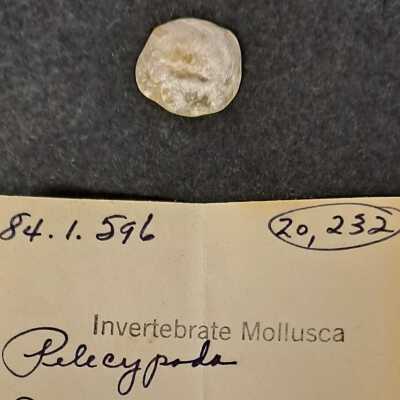 84.1.596 20,232
Invertebrate Mollusca
Pelecypoda